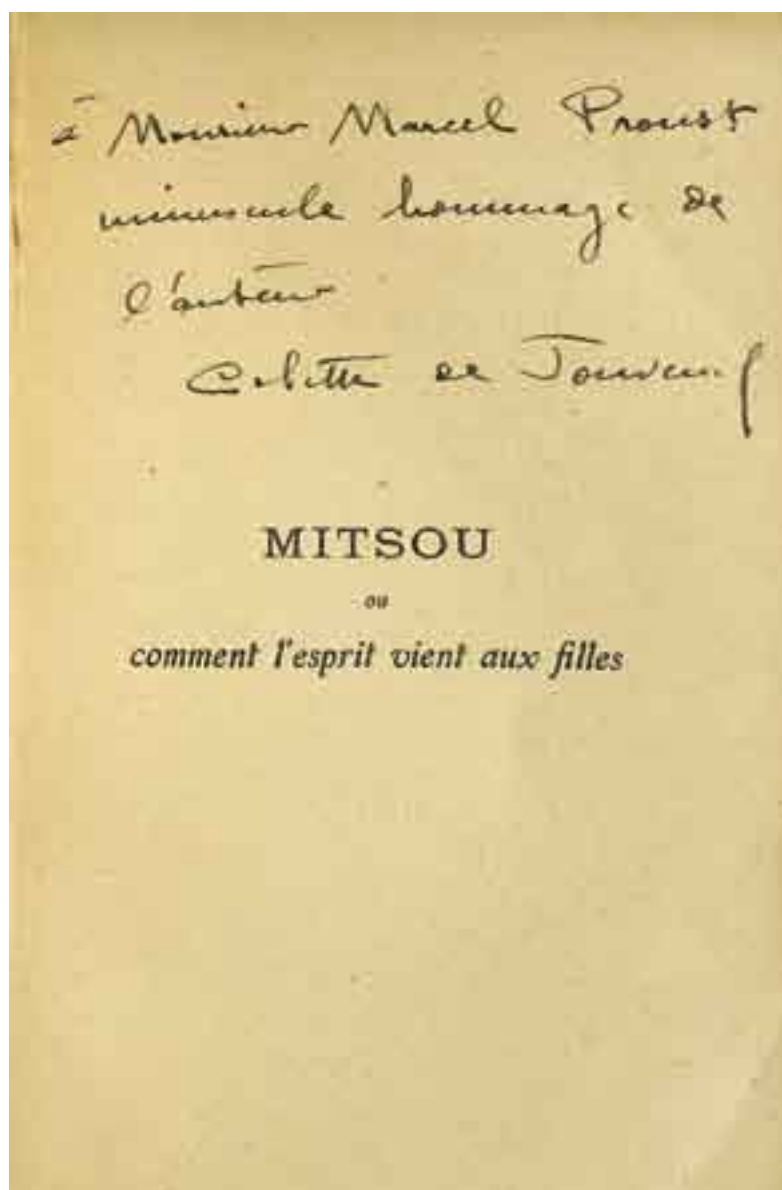 à Monsieur Marcel Proust
minuscule hommage de
l'auteur
Colette de Jouvenel
MITSOU
ou
comment l'esprit vient aux filles